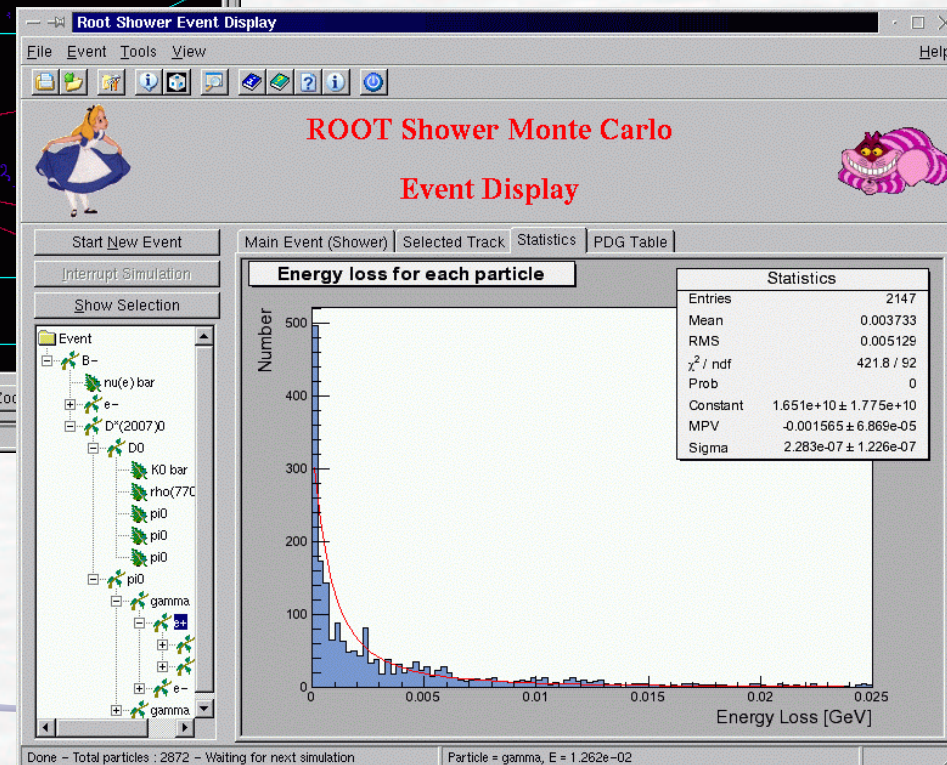 Root Shower Event Display
File Event Tools View Help
ROOT Shower Monte Carlo
Event Display
Start New Event
Interrupt Simulation
Show Selection
Main Event (Shower) Selected Track Statistics PDG Table
Event
B-
nu(e) bar
e-
D*(2007)0
D0
K0 bar
rho(770
pi0
pi0
pi0
pi0
gamma
e+
e-
gamma
Energy loss for each particle
Statistics
Entries 2147
Mean 0.003733
RMS 0.005129
χ² / ndf 421.8 / 92
Prob 0
Constant 1.651e+10 ± 1.775e+10
MPV -0.001565 ± 6.869e-05
Sigma 2.283e-07 ± 1.226e-07
Number
500
400
300
200
100
0
0 0.005 0.01 0.015 0.02 0.025
Energy Loss [GeV]
Done - Total particles : 2872 - Waiting for next simulation
Particle = gamma, E = 1.262e-02